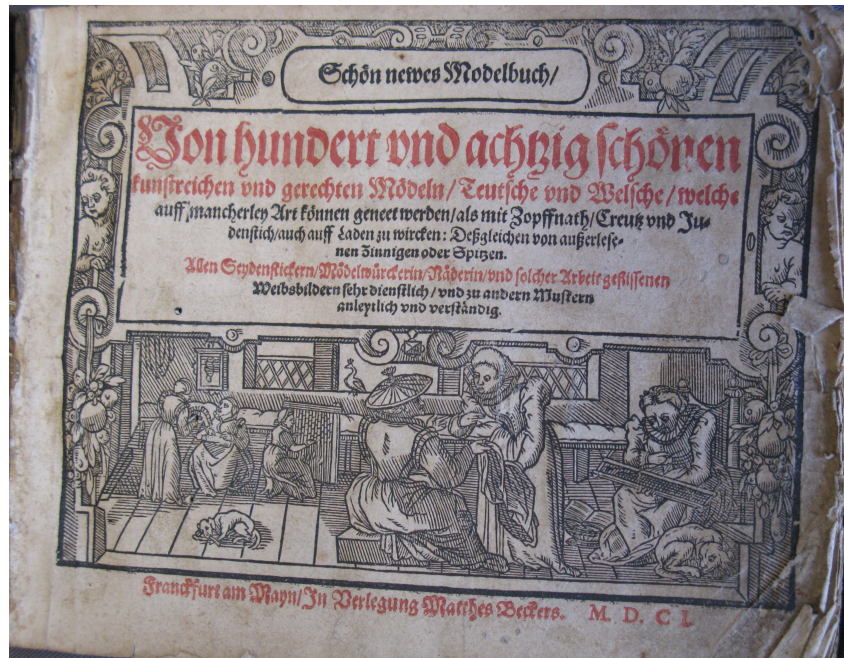 Schön newes Modelbuch/
Von hundert vnd achtzig schönen
kunstreichen vnd gerechten Mödeln/ Teutsche vnd Welsche/ welche
auff mancherley Art können geneet werden/ als mit Zopffnath/ Creutz vnd Ju-
denstich/ auch auff Laden zu wircken: Deßgleichen von außerlese-
nen Zinnigen oder Spitzen.
Allen Seydenstickern/ Mödelwürckerin/ Näderin/ vnd solcher Arbeit geflissenen
Weibsbildern sehr dienstlich/ vnd zu andern Mustern
anleytlich vnd verständig.
Franckfurt am Mayn/ In Verlegung Matthes Beckers. M. D. C I.